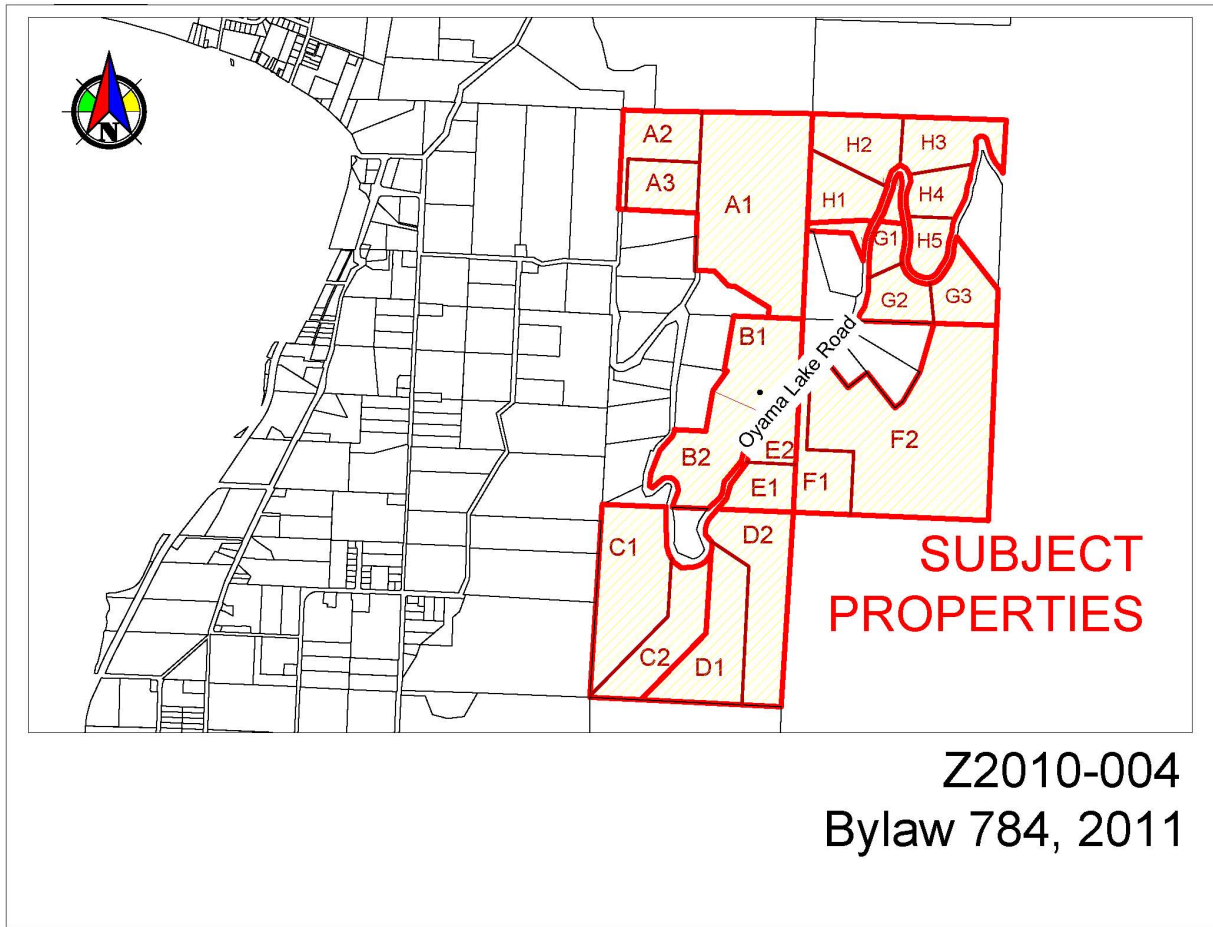 N
A2
A3
A1
H2
H3
H1
H4
G1
H5
G2
G3
B1
Oyama Lake Road
B2
E2
E1
F1
F2
C1
D2
C2
D1
SUBJECT
PROPERTIES
Z2010-004
Bylaw 784, 2011